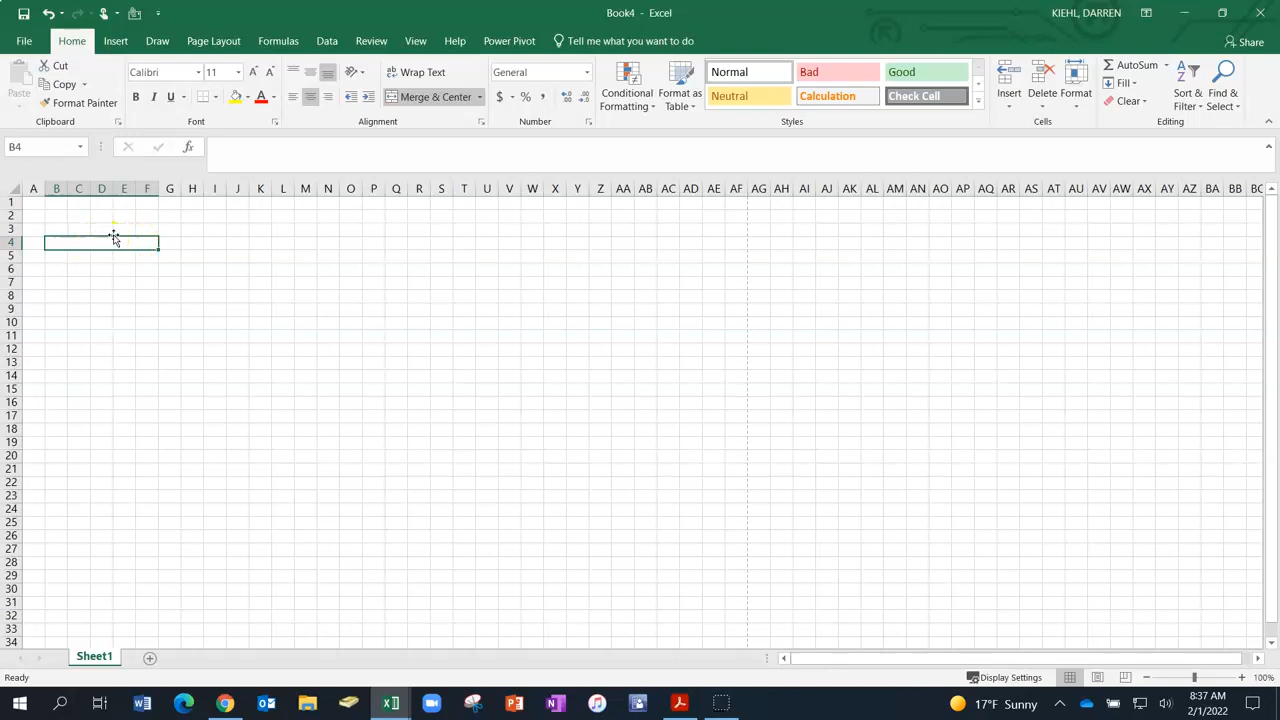 Book4 - Excel
KIEHL, DARREN
File Home Insert Draw Page Layout Formulas Data Review View Help Power Pivot Tell me what you want to do Share
Paste Cut Copy Format Painter Clipboard
Calibri 11 B I U A Font
Wrap Text Merge & Center Alignment
General $ % , Number
Conditional Formatting Format as Table Normal Bad Good Neutral Calculation Check Cell Styles
Insert Delete Format Cells
AutoSum Fill Clear Sort & Filter Find & Select Editing
B4 fx
A B C D E F G H I J K L M N O P Q R S T U V W X Y Z AA AB AC AD AE AF AG AH AI AJ AK AL AM AN AO AP AQ AR AS AT AU AV AW AX AY AZ BA BB BC
1
2
3
4
5
6
7
8
9
10
11
12
13
14
15
16
17
18
19
20
21
22
23
24
25
26
27
28
29
30
31
32
33
34
Sheet1
Ready Display Settings 100%
17°F Sunny 8:37 AM
2/1/2022